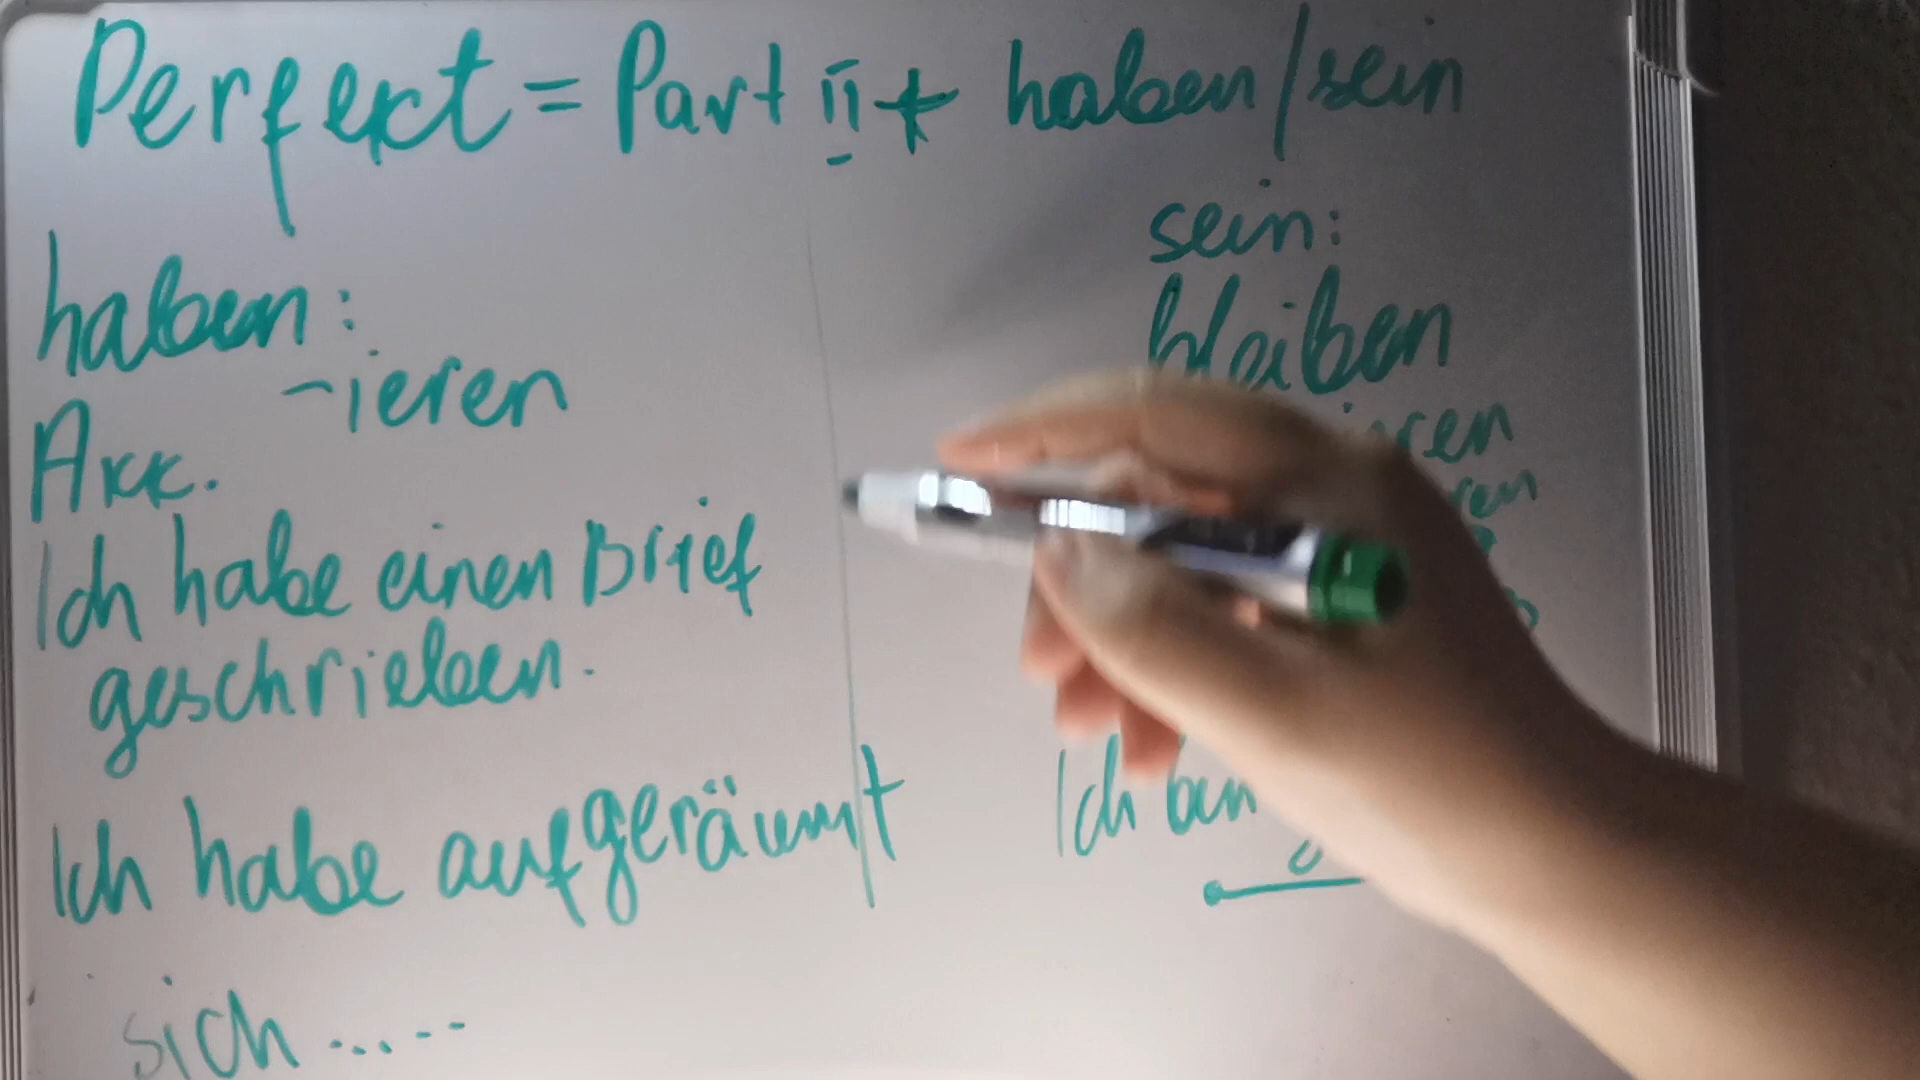 Perfekt = Part II + haben/sein
haben:
-ieren
Akk.
Ich habe einen Brief
geschrieben.
Ich habe aufgeräumt
sich .....
sein:
bleiben
Ich bin